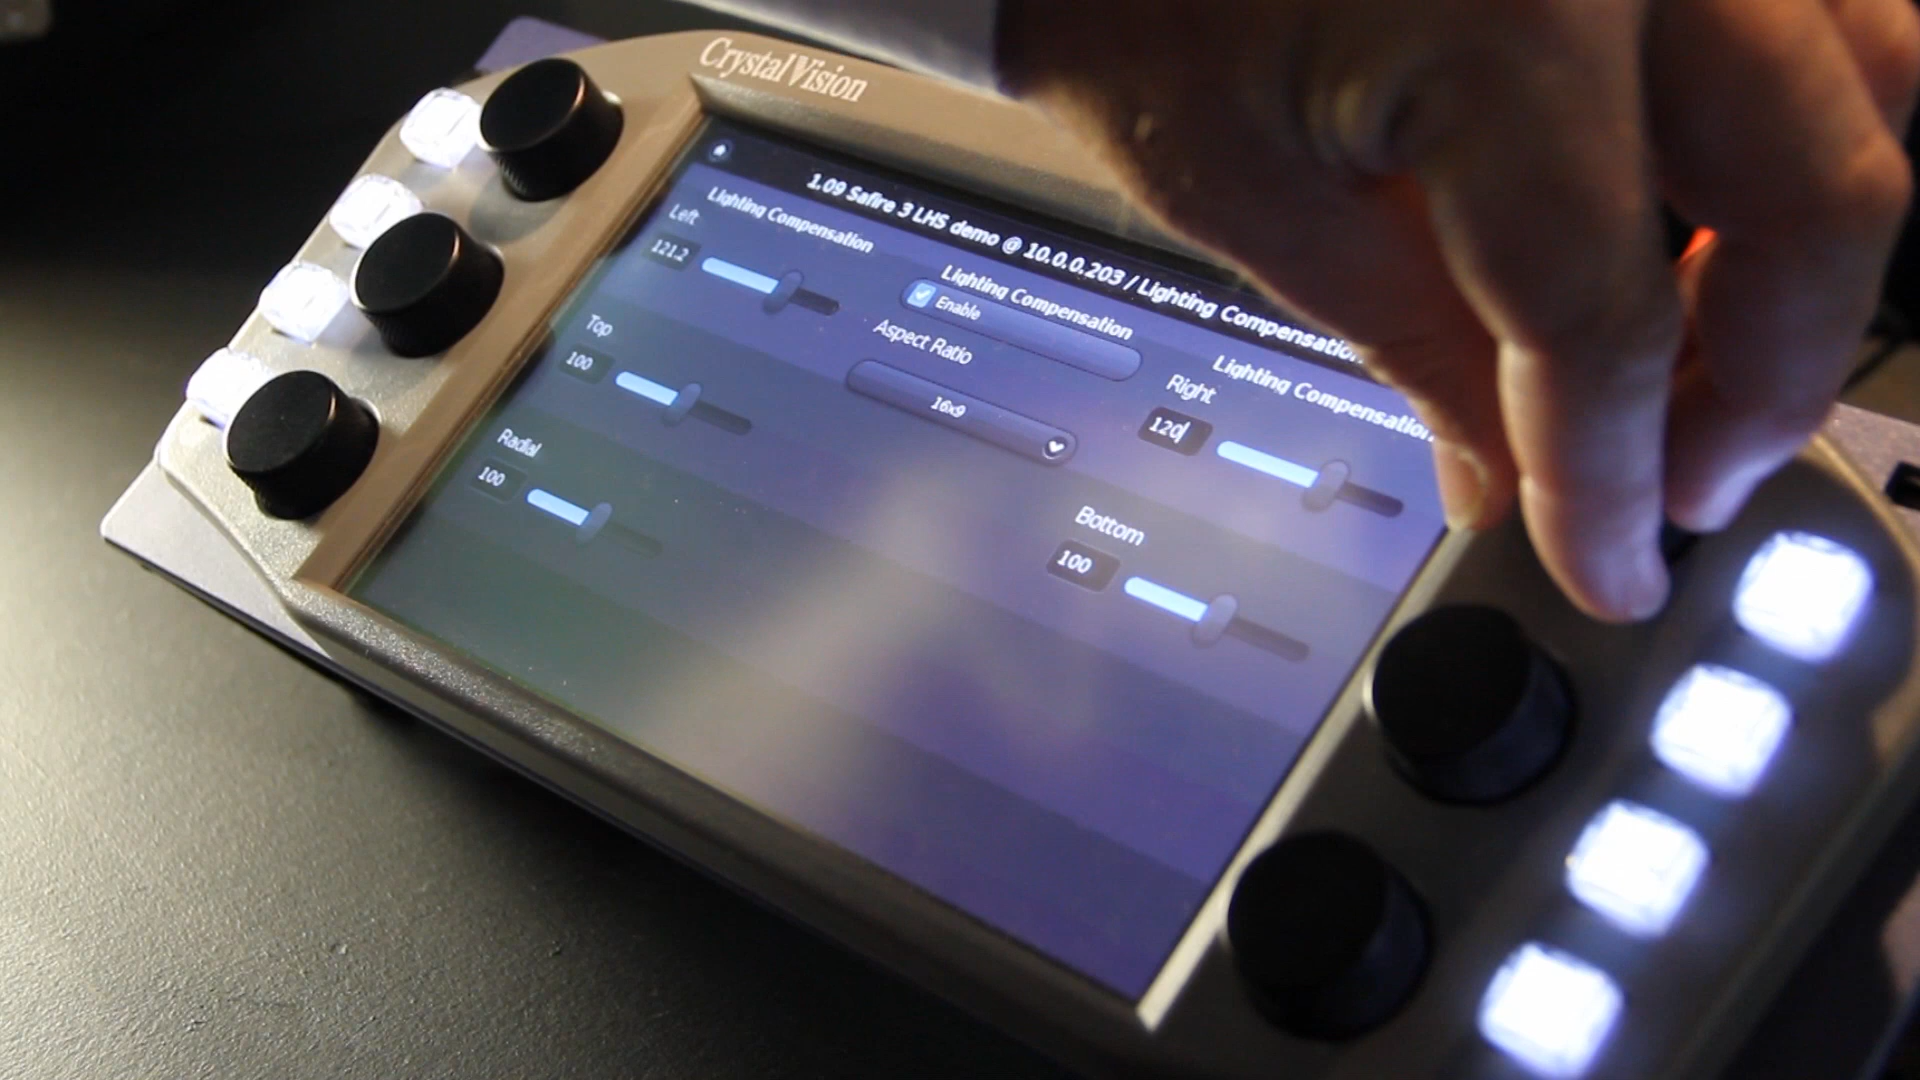 CrystalVision
1.09 Safire 3 LHS demo @ 10.0.0.203 / Lighting Compensation
Lighting Compensation
Left
121.2
Lighting Compensation
Enable
Lighting Compensation
Right
120
Top
100
Aspect Ratio
16x9
Radial
100
Bottom
100